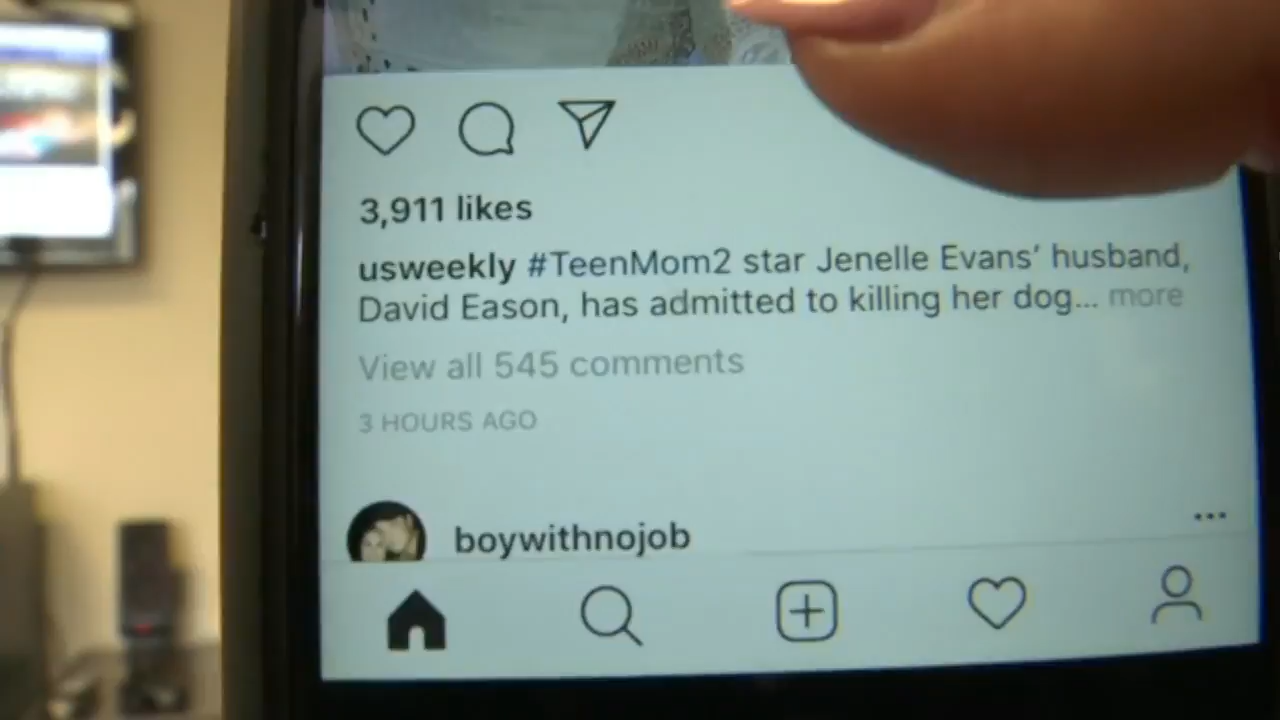 3,911 likes
usweekly #TeenMom2 star Jenelle Evans’ husband,
David Eason, has admitted to killing her dog... more
View all 545 comments
3 HOURS AGO
boywithnojob